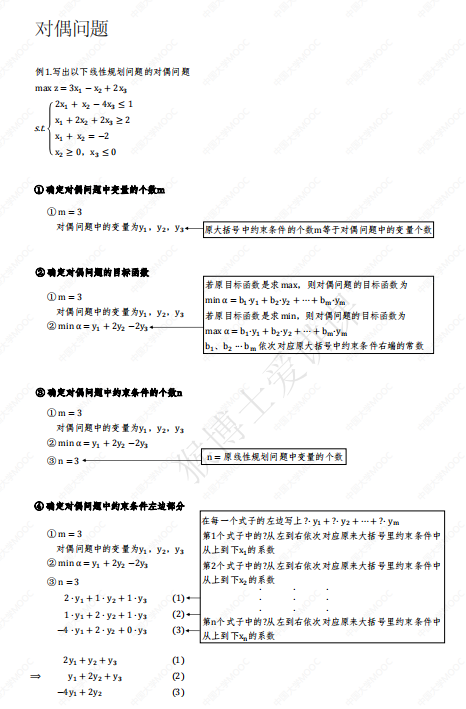 对偶问题
例1.写出以下线性规划问题的对偶问题
max z = 3x₁ − x₂ + 2x₃
s.t. { 2x₁ + x₂ − 4x₃ ≤ 1
x₁ + 2x₂ + 2x₃ ≥ 2
x₁ + x₂ = −2
x₂ ≥ 0，x₃ ≤ 0
① 确定对偶问题中变量的个数m
① m = 3
对偶问题中的变量为y₁，y₂，y₃
原大括号中约束条件的个数m等于对偶问题中的变量个数
② 确定对偶问题的目标函数
① m = 3
对偶问题中的变量为y₁，y₂，y₃
② min α = y₁ + 2y₂ −2y₃
若原目标函数是求 max，则对偶问题的目标函数为
min α = b₁·y₁ + b₂·y₂ + ⋯ + bₘ·yₘ
若原目标函数是求 min，则对偶问题的目标函数为
max α = b₁·y₁ + b₂·y₂ + ⋯ + bₘ·yₘ
b₁、b₂ ⋯ bₘ 依次对应原大括号中约束条件右端的常数
③ 确定对偶问题中约束条件的个数n
① m = 3
对偶问题中的变量为y₁，y₂，y₃
② min α = y₁ + 2y₂ −2y₃
③ n = 3
n = 原线性规划问题中变量的个数
④ 确定对偶问题中约束条件左边部分
① m = 3
对偶问题中的变量为y₁，y₂，y₃
② min α = y₁ + 2y₂ −2y₃
③ n = 3
2·y₁ + 1·y₂ + 1·y₃ (1)
1·y₁ + 2·y₂ + 1·y₃ (2)
−4·y₁ + 2·y₂ + 0·y₃ (3)
在每一个式子的左边写上 ?·y₁ + ?·y₂ + ⋯ + ?·yₘ
第1个式子中的?从左到右依次对应原来大括号里约束条件中
从上到下x₁的系数
第2个式子中的?从左到右依次对应原来大括号里约束条件中
从上到下x₂的系数
· · ·
· · ·
· · ·
第n个式子中的?从左到右依次对应原来大括号里约束条件中
从上到下xₙ的系数
2y₁ + y₂ + y₃ (1)
⇒ y₁ + 2y₂ + y₃ (2)
−4y₁ + 2y₂ (3)
猴博士爱讲课